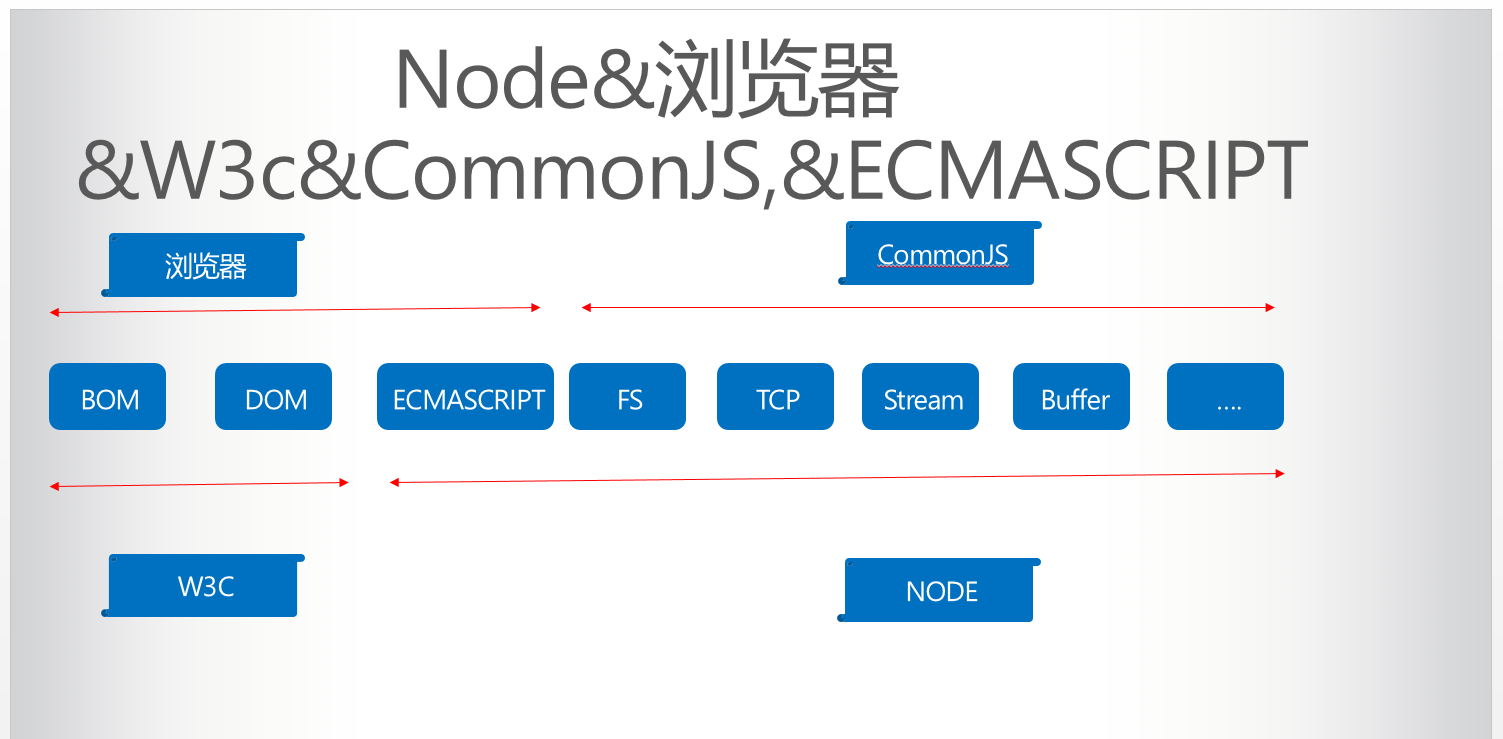 Node&浏览器
&W3c&CommonJS,&ECMASCRIPT
浏览器
CommonJS
BOM
DOM
ECMASCRIPT
FS
TCP
Stream
Buffer
....
W3C
NODE